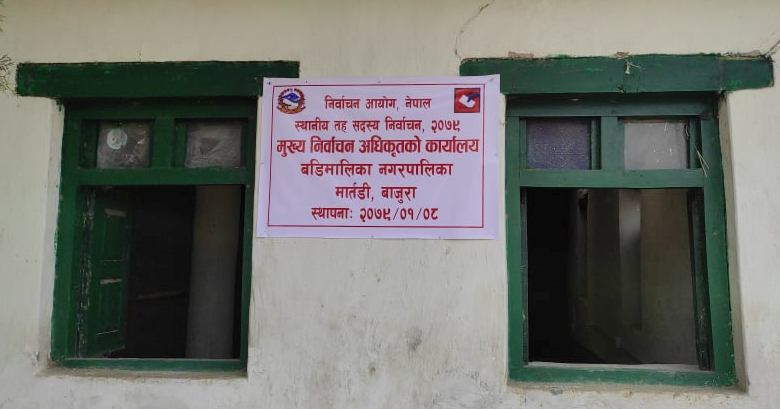 निर्वाचन आयोग, नेपाल
स्थानीय तह सदस्य निर्वाचन, २०७९
मुख्य निर्वाचन अधिकृतको कार्यालय
बडिमालिका नगरपालिका
मार्तडी, बाजुरा
स्थापनाः २०७९/०१/०८